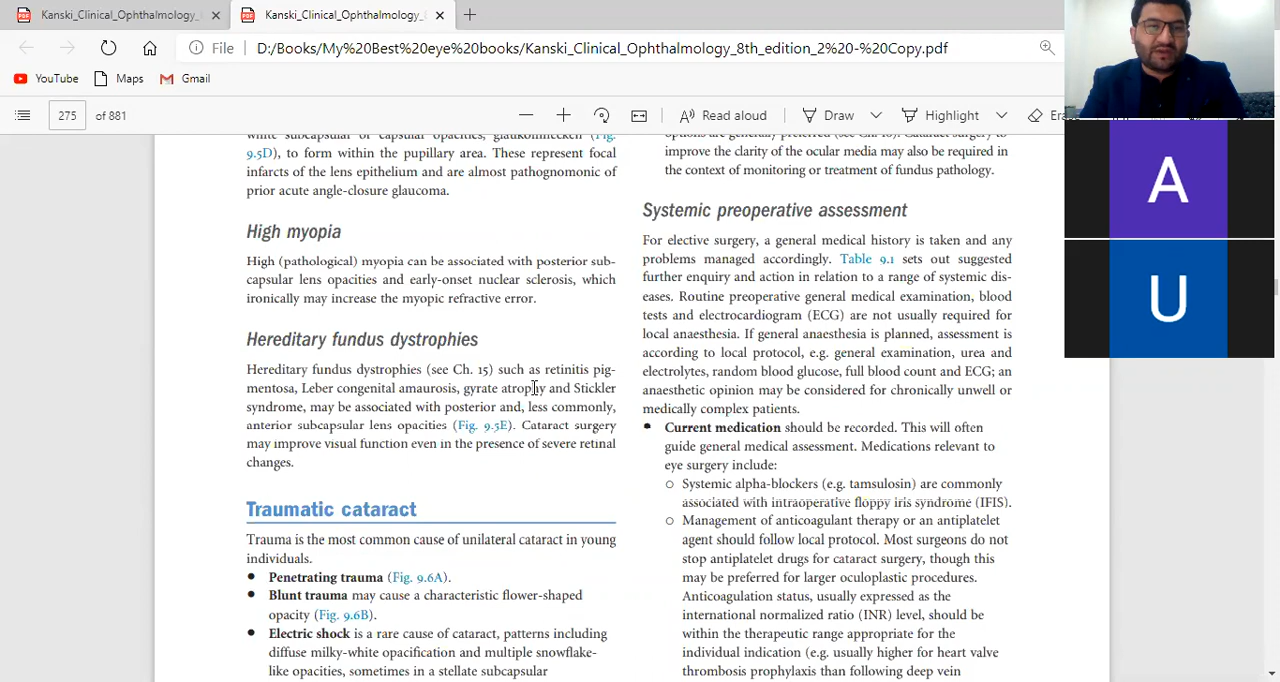 Kanski_Clinical_Ophthalmology_
Kanski_Clinical_Ophthalmology_
File
D:/Books/My%20Best%20eye%20books/Kanski_Clinical_Ophthalmology_8th_edition_2%20-%20Copy.pdf
YouTube
Maps
Gmail
275
of 881
Read aloud
Draw
Highlight
white subcapsular or capsular opacities, glaukomflecken (Fig.
9.5D), to form within the pupillary area. These represent focal
infarcts of the lens epithelium and are almost pathognomonic of
prior acute angle-closure glaucoma.
High myopia
High (pathological) myopia can be associated with posterior sub-
capsular lens opacities and early-onset nuclear sclerosis, which
ironically may increase the myopic refractive error.
Hereditary fundus dystrophies
Hereditary fundus dystrophies (see Ch. 15) such as retinitis pig-
mentosa, Leber congenital amaurosis, gyrate atrophy and Stickler
syndrome, may be associated with posterior and, less commonly,
anterior subcapsular lens opacities (Fig. 9.5E). Cataract surgery
may improve visual function even in the presence of severe retinal
changes.
Traumatic cataract
Trauma is the most common cause of unilateral cataract in young
individuals.
● Penetrating trauma (Fig. 9.6A).
● Blunt trauma may cause a characteristic flower-shaped
opacity (Fig. 9.6B).
● Electric shock is a rare cause of cataract, patterns including
diffuse milky-white opacification and multiple snowflake-
like opacities, sometimes in a stellate subcapsular
options are generally preferred (see Ch. 10). Cataract surgery to
improve the clarity of the ocular media may also be required in
the context of monitoring or treatment of fundus pathology.
Systemic preoperative assessment
For elective surgery, a general medical history is taken and any
problems managed accordingly. Table 9.1 sets out suggested
further enquiry and action in relation to a range of systemic dis-
eases. Routine preoperative general medical examination, blood
tests and electrocardiogram (ECG) are not usually required for
local anaesthesia. If general anaesthesia is planned, assessment is
according to local protocol, e.g. general examination, urea and
electrolytes, random blood glucose, full blood count and ECG; an
anaesthetic opinion may be considered for chronically unwell or
medically complex patients.
● Current medication should be recorded. This will often
guide general medical assessment. Medications relevant to
eye surgery include:
○ Systemic alpha-blockers (e.g. tamsulosin) are commonly
associated with intraoperative floppy iris syndrome (IFIS).
○ Management of anticoagulant therapy or an antiplatelet
agent should follow local protocol. Most surgeons do not
stop antiplatelet drugs for cataract surgery, though this
may be preferred for larger oculoplastic procedures.
Anticoagulation status, usually expressed as the
international normalized ratio (INR) level, should be
within the therapeutic range appropriate for the
individual indication (e.g. usually higher for heart valve
thrombosis prophylaxis than following deep vein
A
U